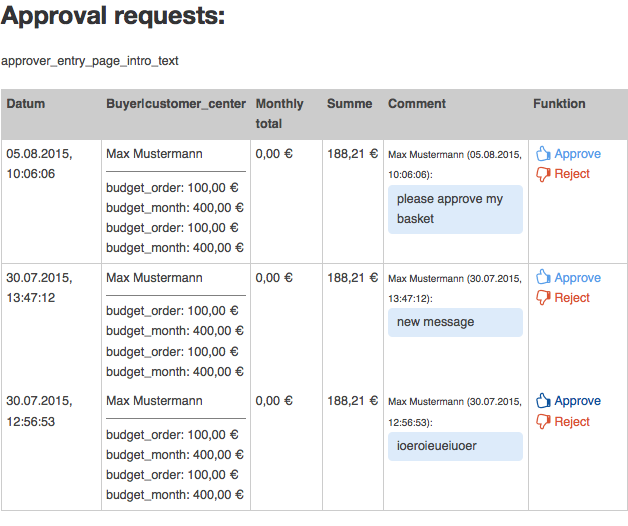 Approval requests:
approver_entry_page_intro_text
Datum Buyer|customer_center Monthly total Summe Comment Funktion
05.08.2015, 10:06:06
Max Mustermann
budget_order: 100,00 €
budget_month: 400,00 €
budget_order: 100,00 €
budget_month: 400,00 €
0,00 €
188,21 €
Max Mustermann (05.08.2015,
10:06:06):
please approve my
basket
Approve
Reject
30.07.2015,
13:47:12
Max Mustermann
budget_order: 100,00 €
budget_month: 400,00 €
budget_order: 100,00 €
budget_month: 400,00 €
0,00 €
188,21 €
Max Mustermann (30.07.2015,
13:47:12):
new message
Approve
Reject
30.07.2015,
12:56:53
Max Mustermann
budget_order: 100,00 €
budget_month: 400,00 €
budget_order: 100,00 €
budget_month: 400,00 €
0,00 €
188,21 €
Max Mustermann (30.07.2015,
12:56:53):
ioeroieueiuoer
Approve
Reject